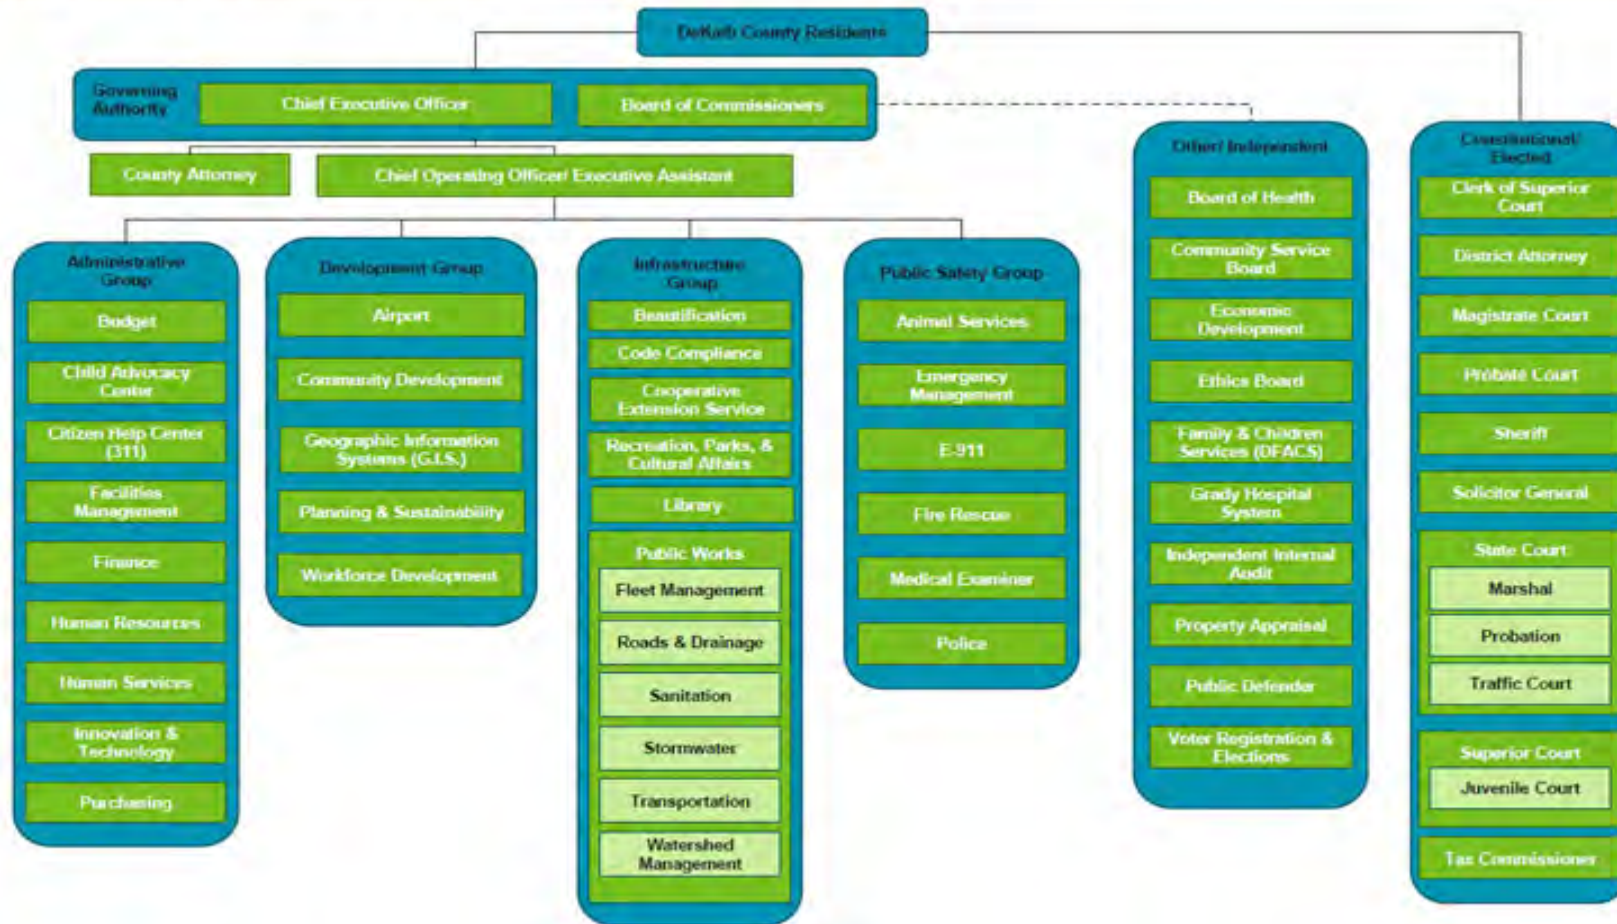 DeKalb County Residents
Governing
Authority
Chief Executive Officer
Board of Commissioners
County Attorney
Chief Operating Officer/ Executive Assistant
Administrative
Group
Budget
Child Advocacy
Center
Citizen Help Center
(311)
Facilities
Management
Finance
Human Resources
Human Services
Innovation &
Technology
Purchasing
Development Group
Airport
Community Development
Geographic Information
Systems (G.I.S.)
Planning & Sustainability
Workforce Development
Infrastructure
Group
Beautification
Code Compliance
Cooperative
Extension Service
Recreation, Parks, &
Cultural Affairs
Library
Public Works
Fleet Management
Roads & Drainage
Sanitation
Stormwater
Transportation
Watershed
Management
Public Safety Group
Animal Services
Emergency
Management
E-911
Fire Rescue
Medical Examiner
Police
Other/ Independent
Board of Health
Community Service
Board
Economic
Development
Ethics Board
Family & Children
Services (DFACS)
Grady Hospital
System
Independent Internal
Audit
Property Appraisal
Public Defender
Voter Registration &
Elections
Constitutional/
Elected
Clerk of Superior
Court
District Attorney
Magistrate Court
Probate Court
Sheriff
Solicitor General
State Court
Marshal
Probation
Traffic Court
Superior Court
Juvenile Court
Tax Commissioner